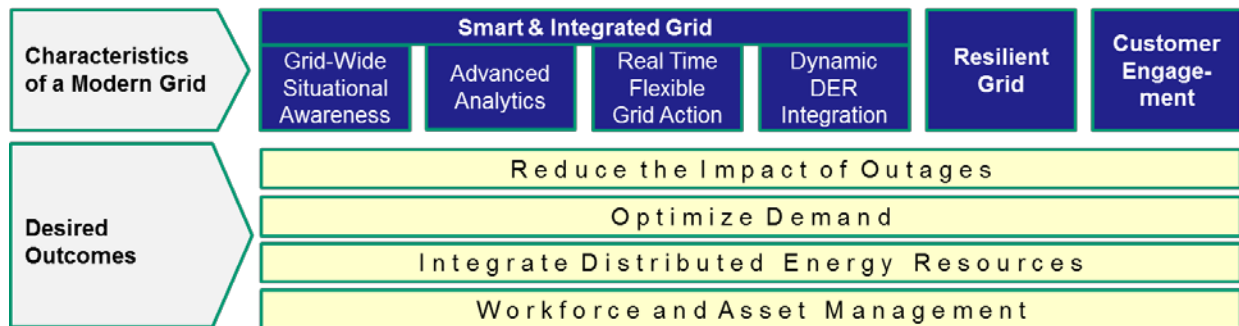 Characteristics
of a Modern Grid
Smart & Integrated Grid
Grid-Wide
Situational
Awareness
Advanced
Analytics
Real Time
Flexible
Grid Action
Dynamic
DER
Integration
Resilient
Grid
Customer
Engage-
ment
Desired
Outcomes
Reduce the Impact of Outages
Optimize Demand
Integrate Distributed Energy Resources
Workforce and Asset Management